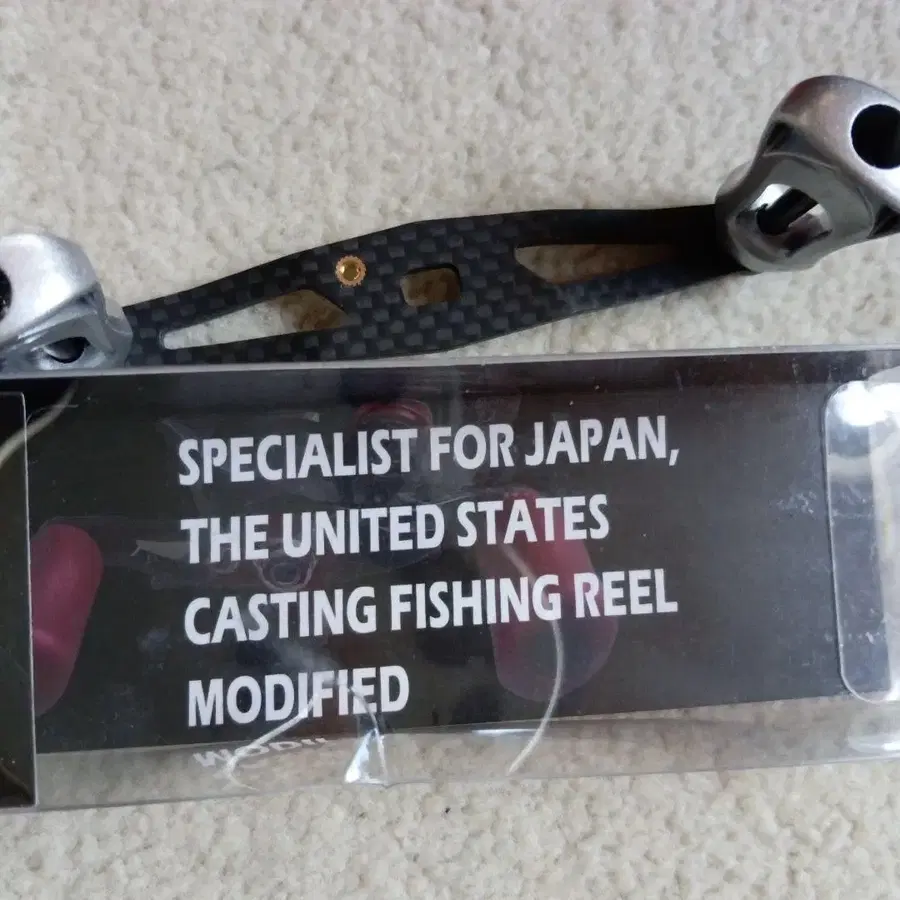 SPECIALIST FOR JAPAN,
THE UNITED STATES
CASTING FISHING REEL
MODIFIED